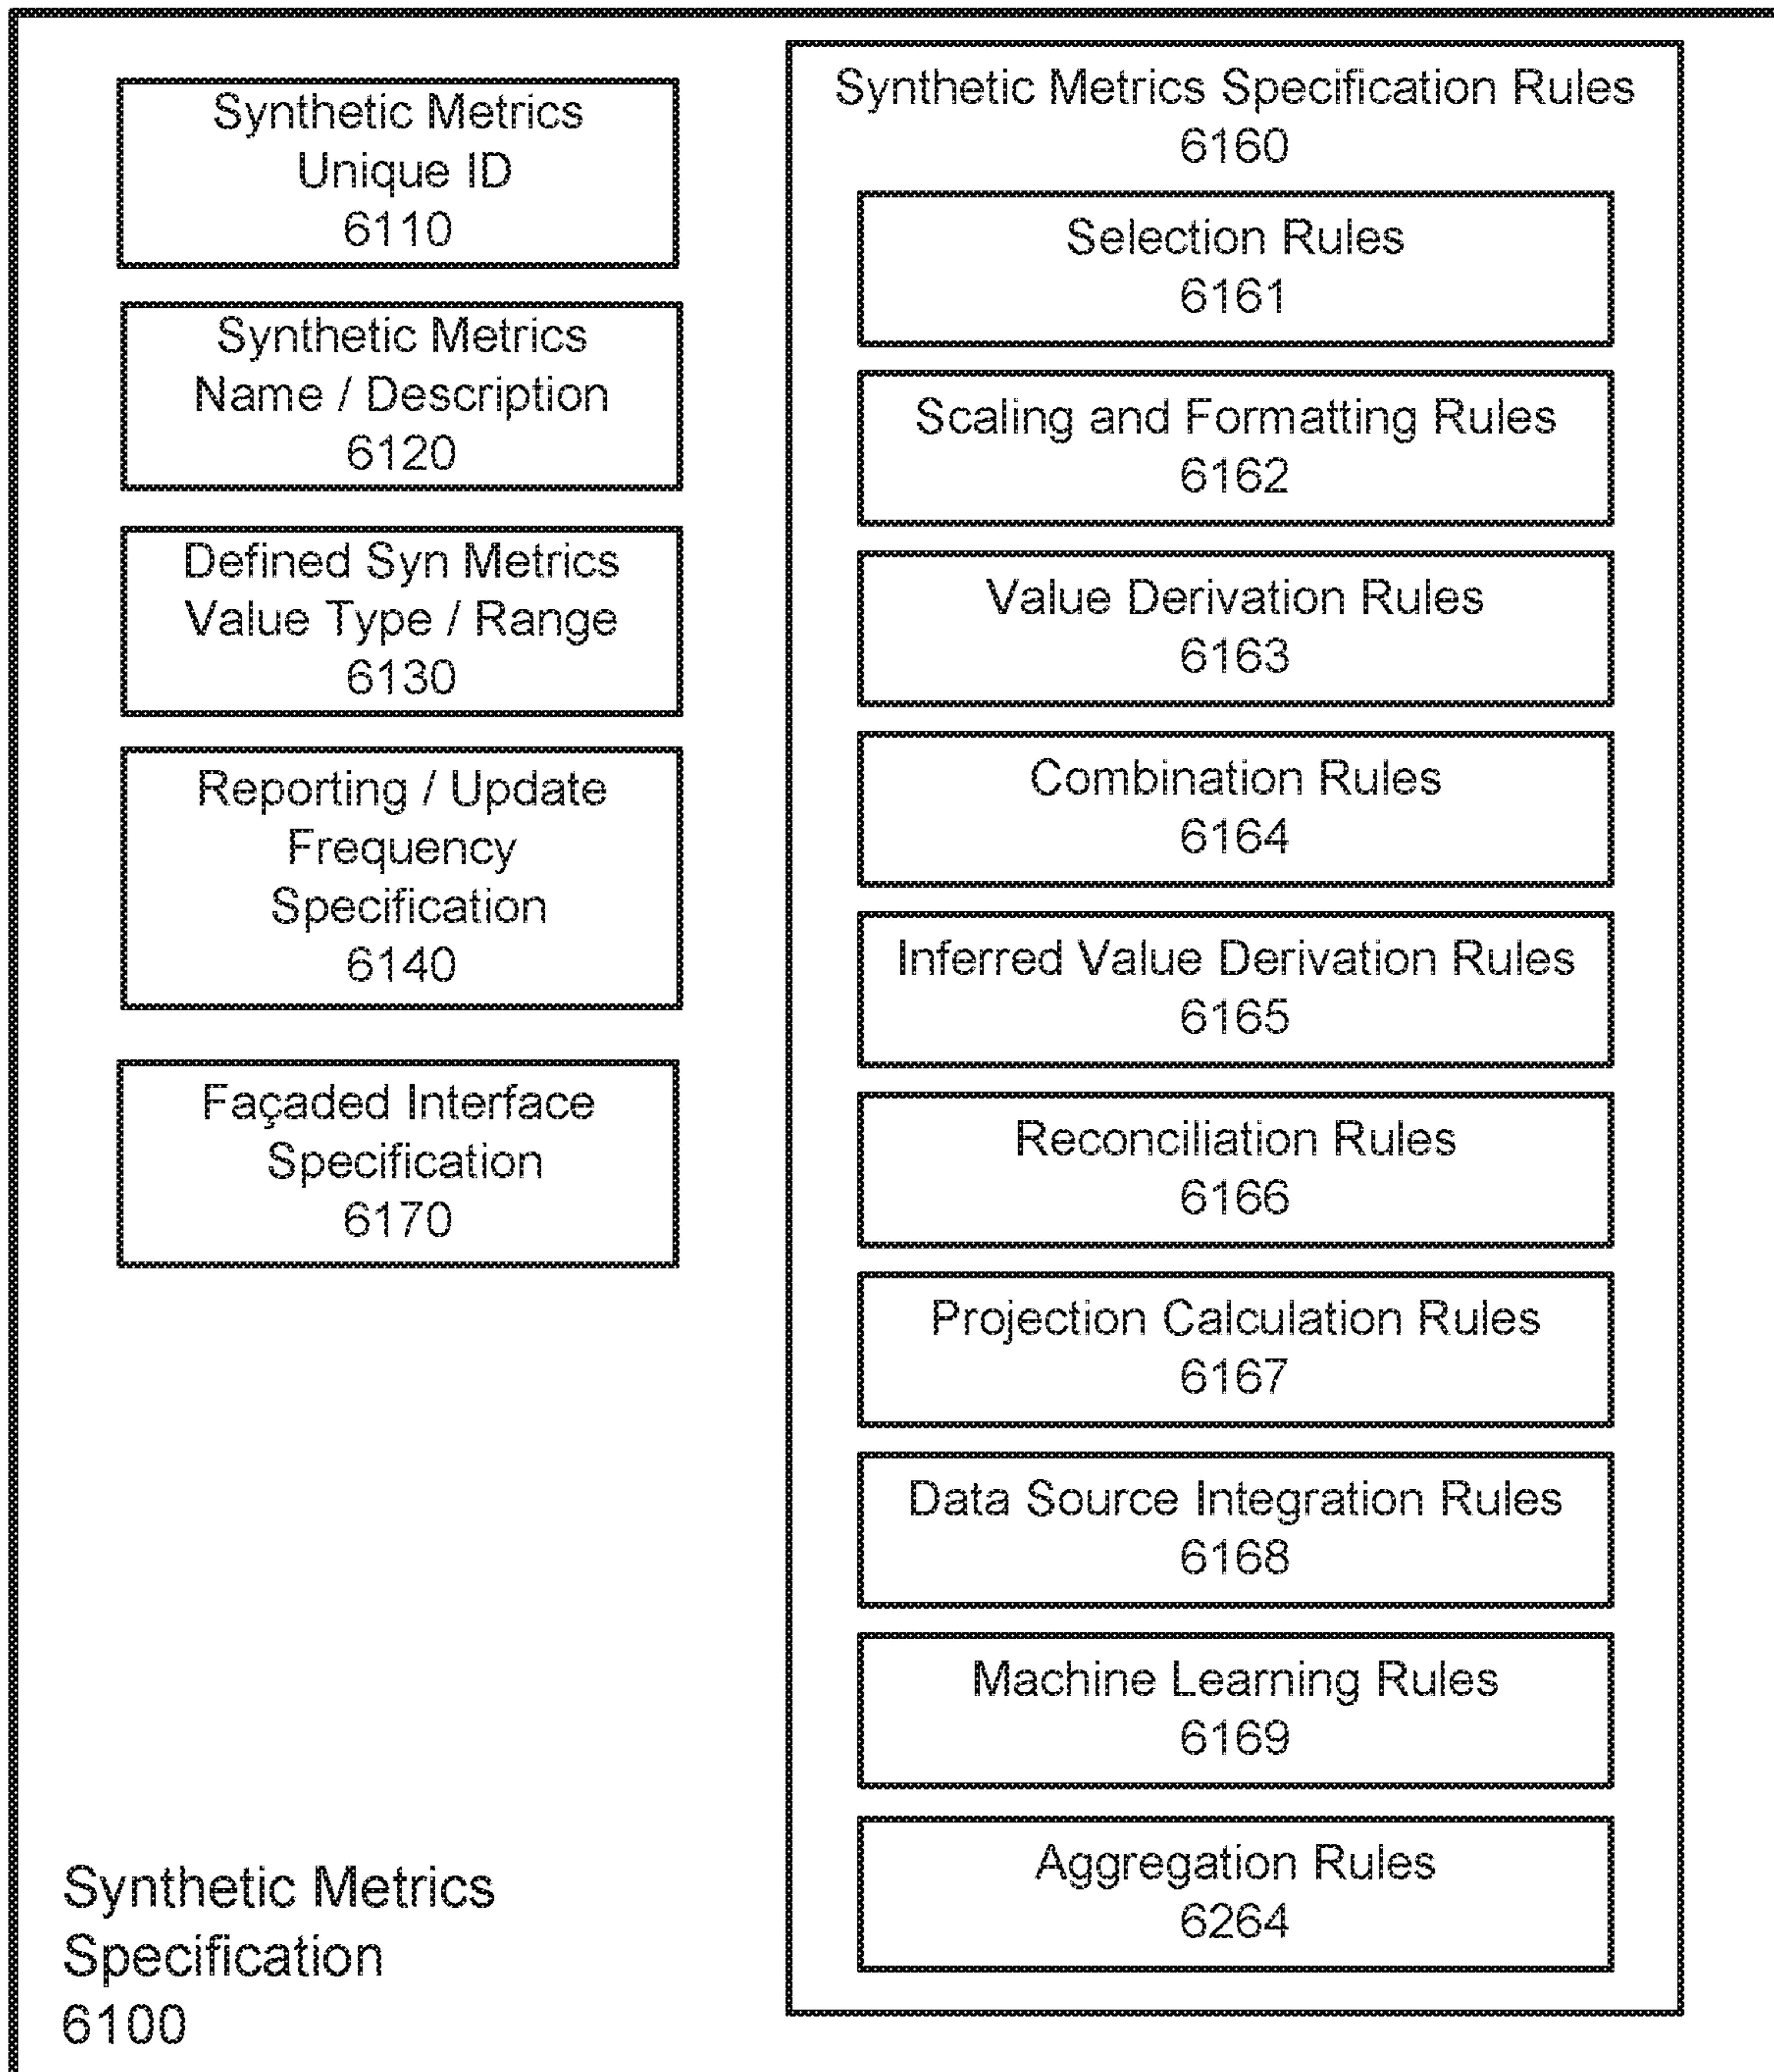 Synthetic Metrics
Unique ID
6110
Synthetic Metrics
Name / Description
6120
Defined Syn Metrics
Value Type / Range
6130
Reporting / Update
Frequency
Specification
6140
Façaded Interface
Specification
6170
Synthetic Metrics
Specification
6100
Synthetic Metrics Specification Rules
6160
Selection Rules
6161
Scaling and Formatting Rules
6162
Value Derivation Rules
6163
Combination Rules
6164
Inferred Value Derivation Rules
6165
Reconciliation Rules
6166
Projection Calculation Rules
6167
Data Source Integration Rules
6168
Machine Learning Rules
6169
Aggregation Rules
6264